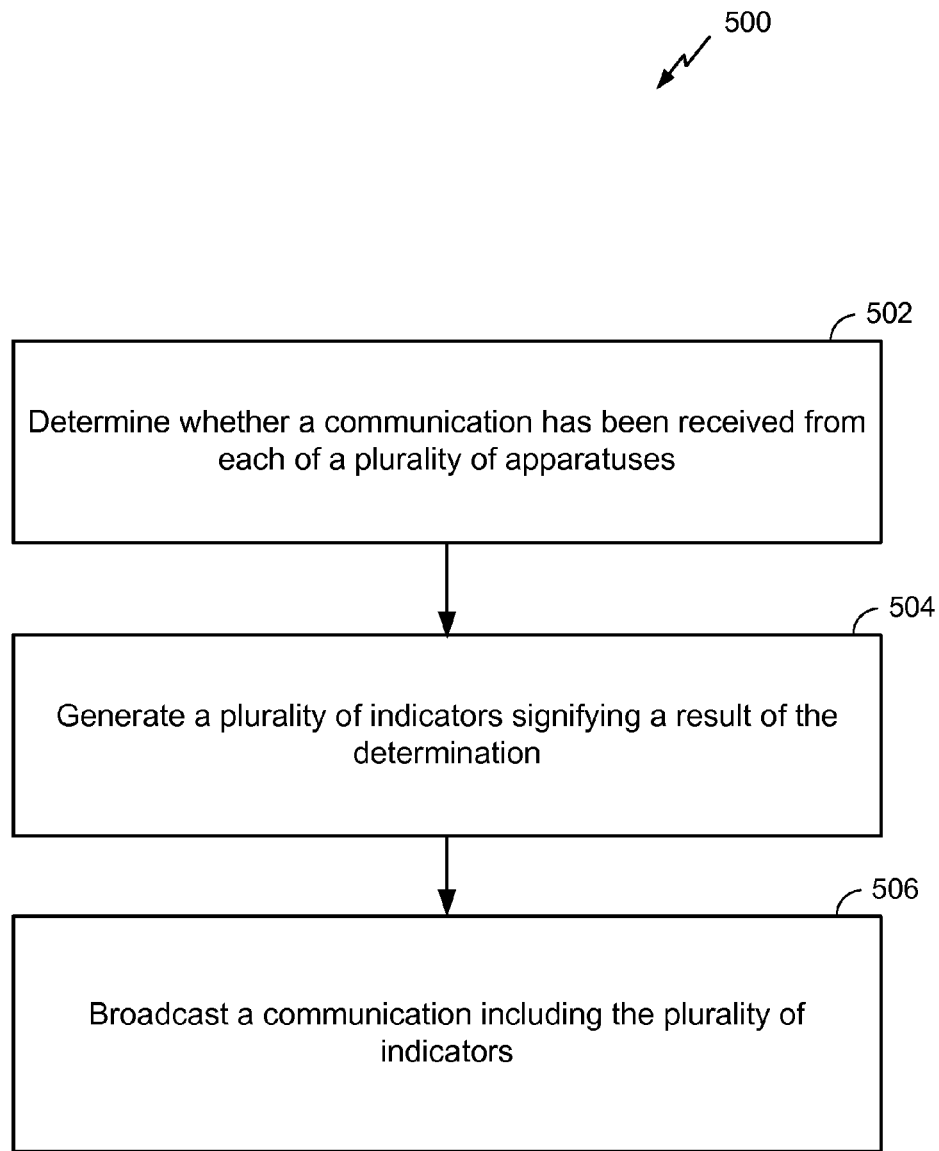 500
502
Determine whether a communication has been received from
each of a plurality of apparatuses
504
Generate a plurality of indicators signifying a result of the
determination
506
Broadcast a communication including the plurality of
indicators